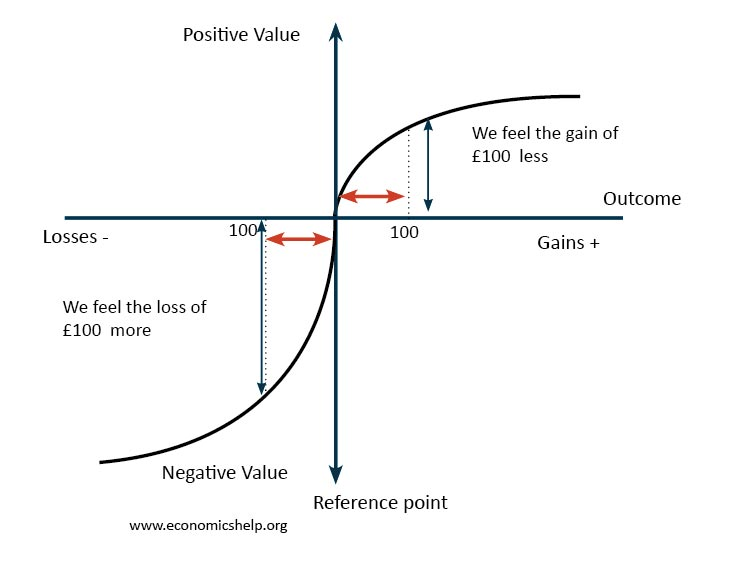 Positive Value
We feel the gain of
£100 less
Outcome
Losses -
100
100
Gains +
We feel the loss of
£100 more
Negative Value
Reference point
www.economicshelp.org